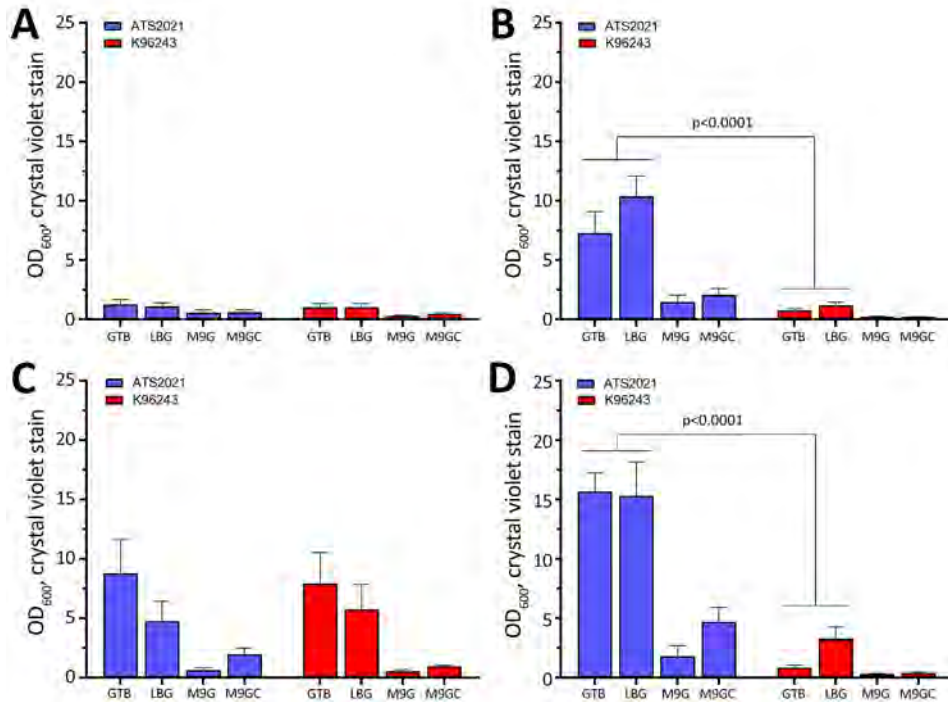 A
ATS2021
K96243
25
20
15
10
5
0
OD600, crystal violet stain
GTB LBG M9G M9GC GTB LBG M9G M9GC
B
ATS2021
K96243
25
20
15
10
5
0
OD600, crystal violet stain
p<0.0001
GTB LBG M9G M9GC GTB LBG M9G M9GC
C
ATS2021
K96243
25
20
15
10
5
0
OD600, crystal violet stain
GTB LBG M9G M9GC GTB LBG M9G M9GC
D
ATS2021
K96243
25
20
15
10
5
0
OD600, crystal violet stain
p<0.0001
GTB LBG M9G M9GC GTB LBG M9G M9GC